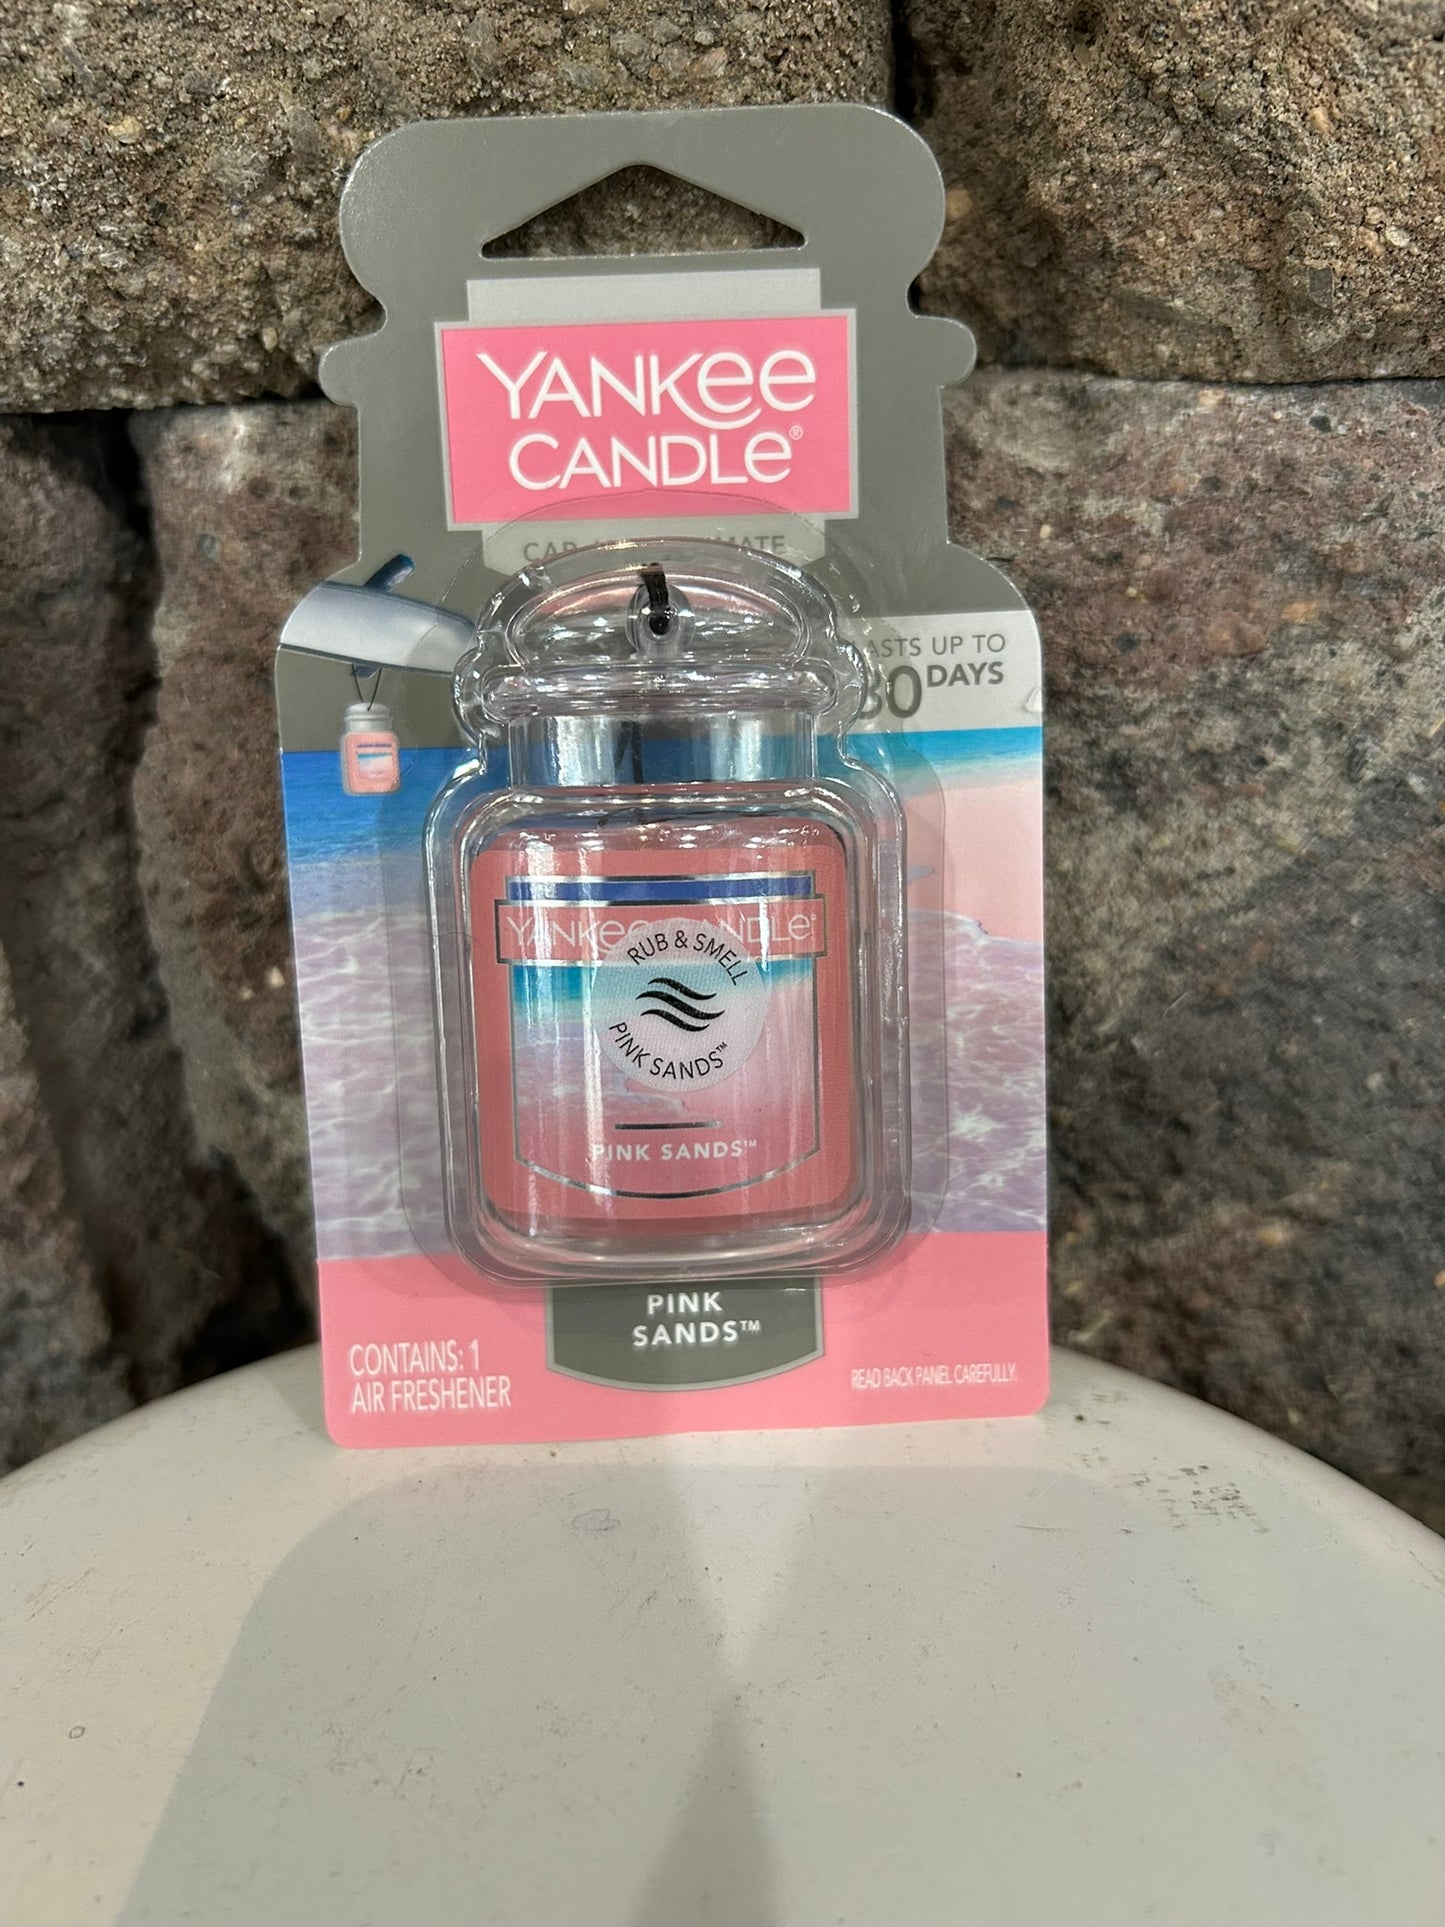 YANKEE
CANDLE®
CAR
LASTS UP TO
30 DAYS
YANKEE CANDLE®
RUB & SMELL
PINK SANDS™
PINK SANDS™
PINK
SANDS™
CONTAINS: 1
AIR FRESHENER
READ BACK PANEL CAREFULLY.